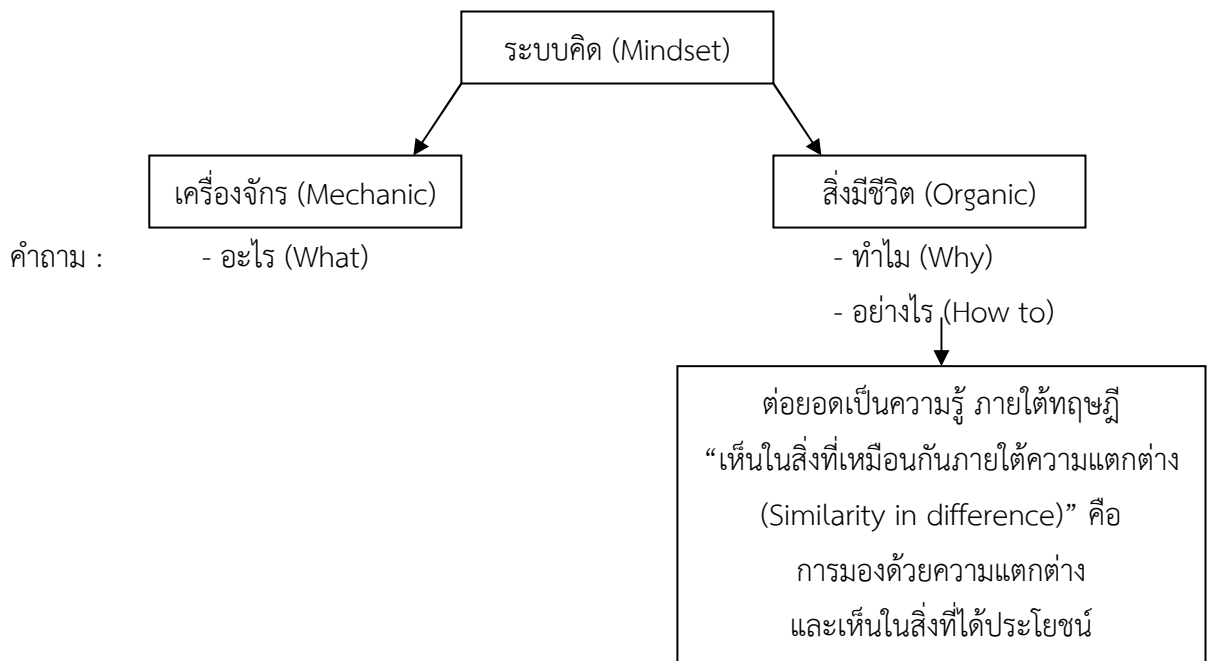 ระบบคิด (Mindset)
เครื่องจักร (Mechanic)
สิ่งมีชีวิต (Organic)
คำถาม : - อะไร (What) - ทำไม (Why)
- อย่างไร (How to)
ต่อยอดเป็นความรู้ ภายใต้ทฤษฎี
“เห็นในสิ่งที่เหมือนกันภายใต้ความแตกต่าง
(Similarity in difference)” คือ
การมองด้วยความแตกต่าง
และเห็นในสิ่งที่ได้ประโยชน์